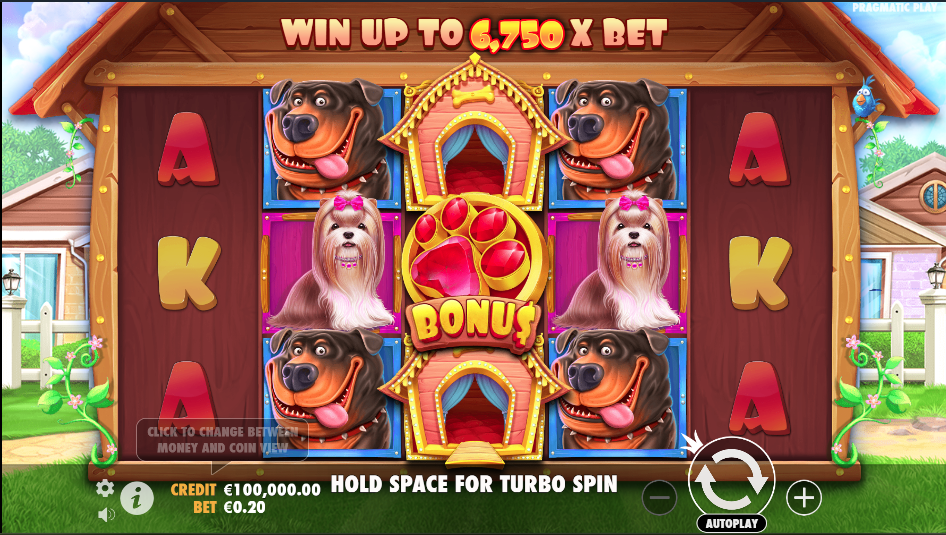 PRAGMATIC PLAY
WIN UP TO 6,750 X BET
A A
K K
BONU$
A A
CLICK TO CHANGE BETWEEN
MONEY AND COIN VIEW
CREDIT €100,000.00
BET €0.20
HOLD SPACE FOR TURBO SPIN
AUTOPLAY